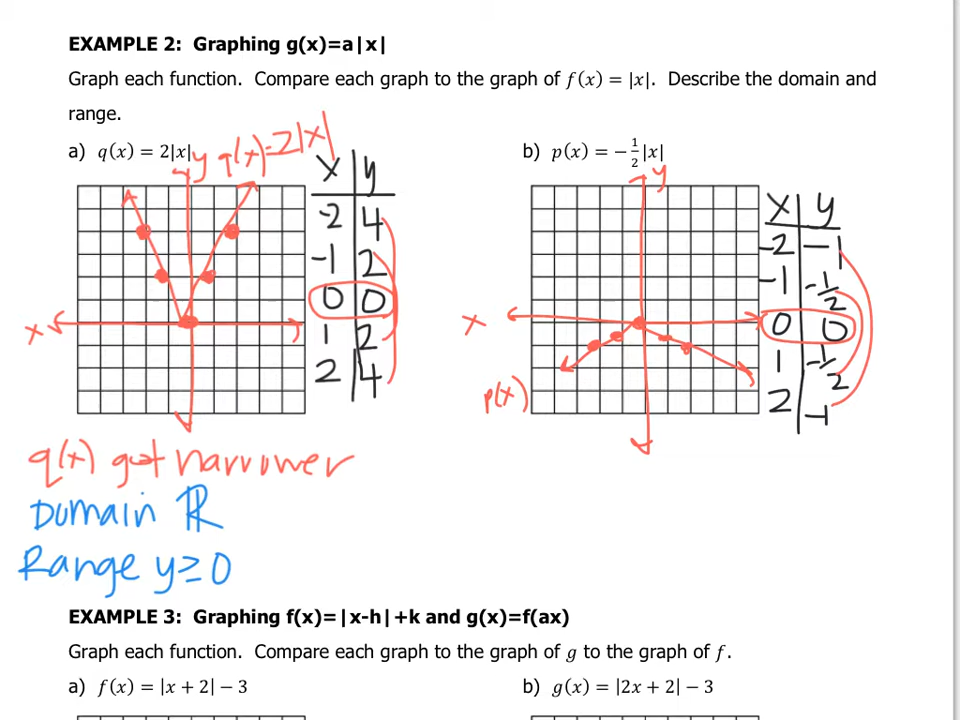 EXAMPLE 2: Graphing g(x)=a|x|
Graph each function. Compare each graph to the graph of f(x) = |x|. Describe the domain and
range.
a) q(x) = 2|x|
y q(x)=2|x|
x y
-2 4
-1 2
0 0
1 2
2 4
x
q(x) got narrower
Domain ℝ
Range y≥0
b) p(x) = −1/2|x|
y
x y
-2 -1
-1 -1/2
0 0
1 -1/2
2 -1
x
p(x)
EXAMPLE 3: Graphing f(x)=|x-h|+k and g(x)=f(ax)
Graph each function. Compare each graph of g to the graph of f.
a) f(x) = |x + 2| − 3
b) g(x) = |2x + 2| − 3